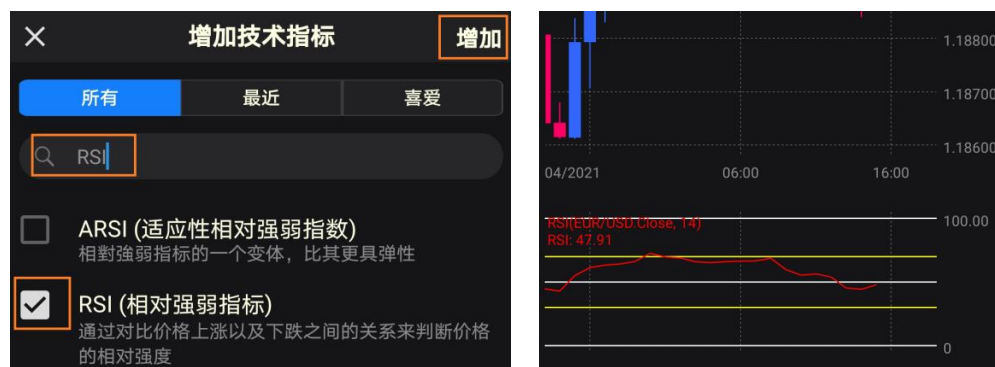 增加技术指标
增加
所有
最近
喜爱
RSI
ARSI (适应性相对强弱指数)
相對強弱指标的一个变体，比其更具弹性
RSI (相对强弱指标)
通过对比价格上涨以及下跌之间的关系来判断价格
的相对强度
1.18800
1.18700
1.18600
04/2021
06:00
16:00
RSI(EUR/USD.Close, 14)
RSI: 47.91
100.00
0